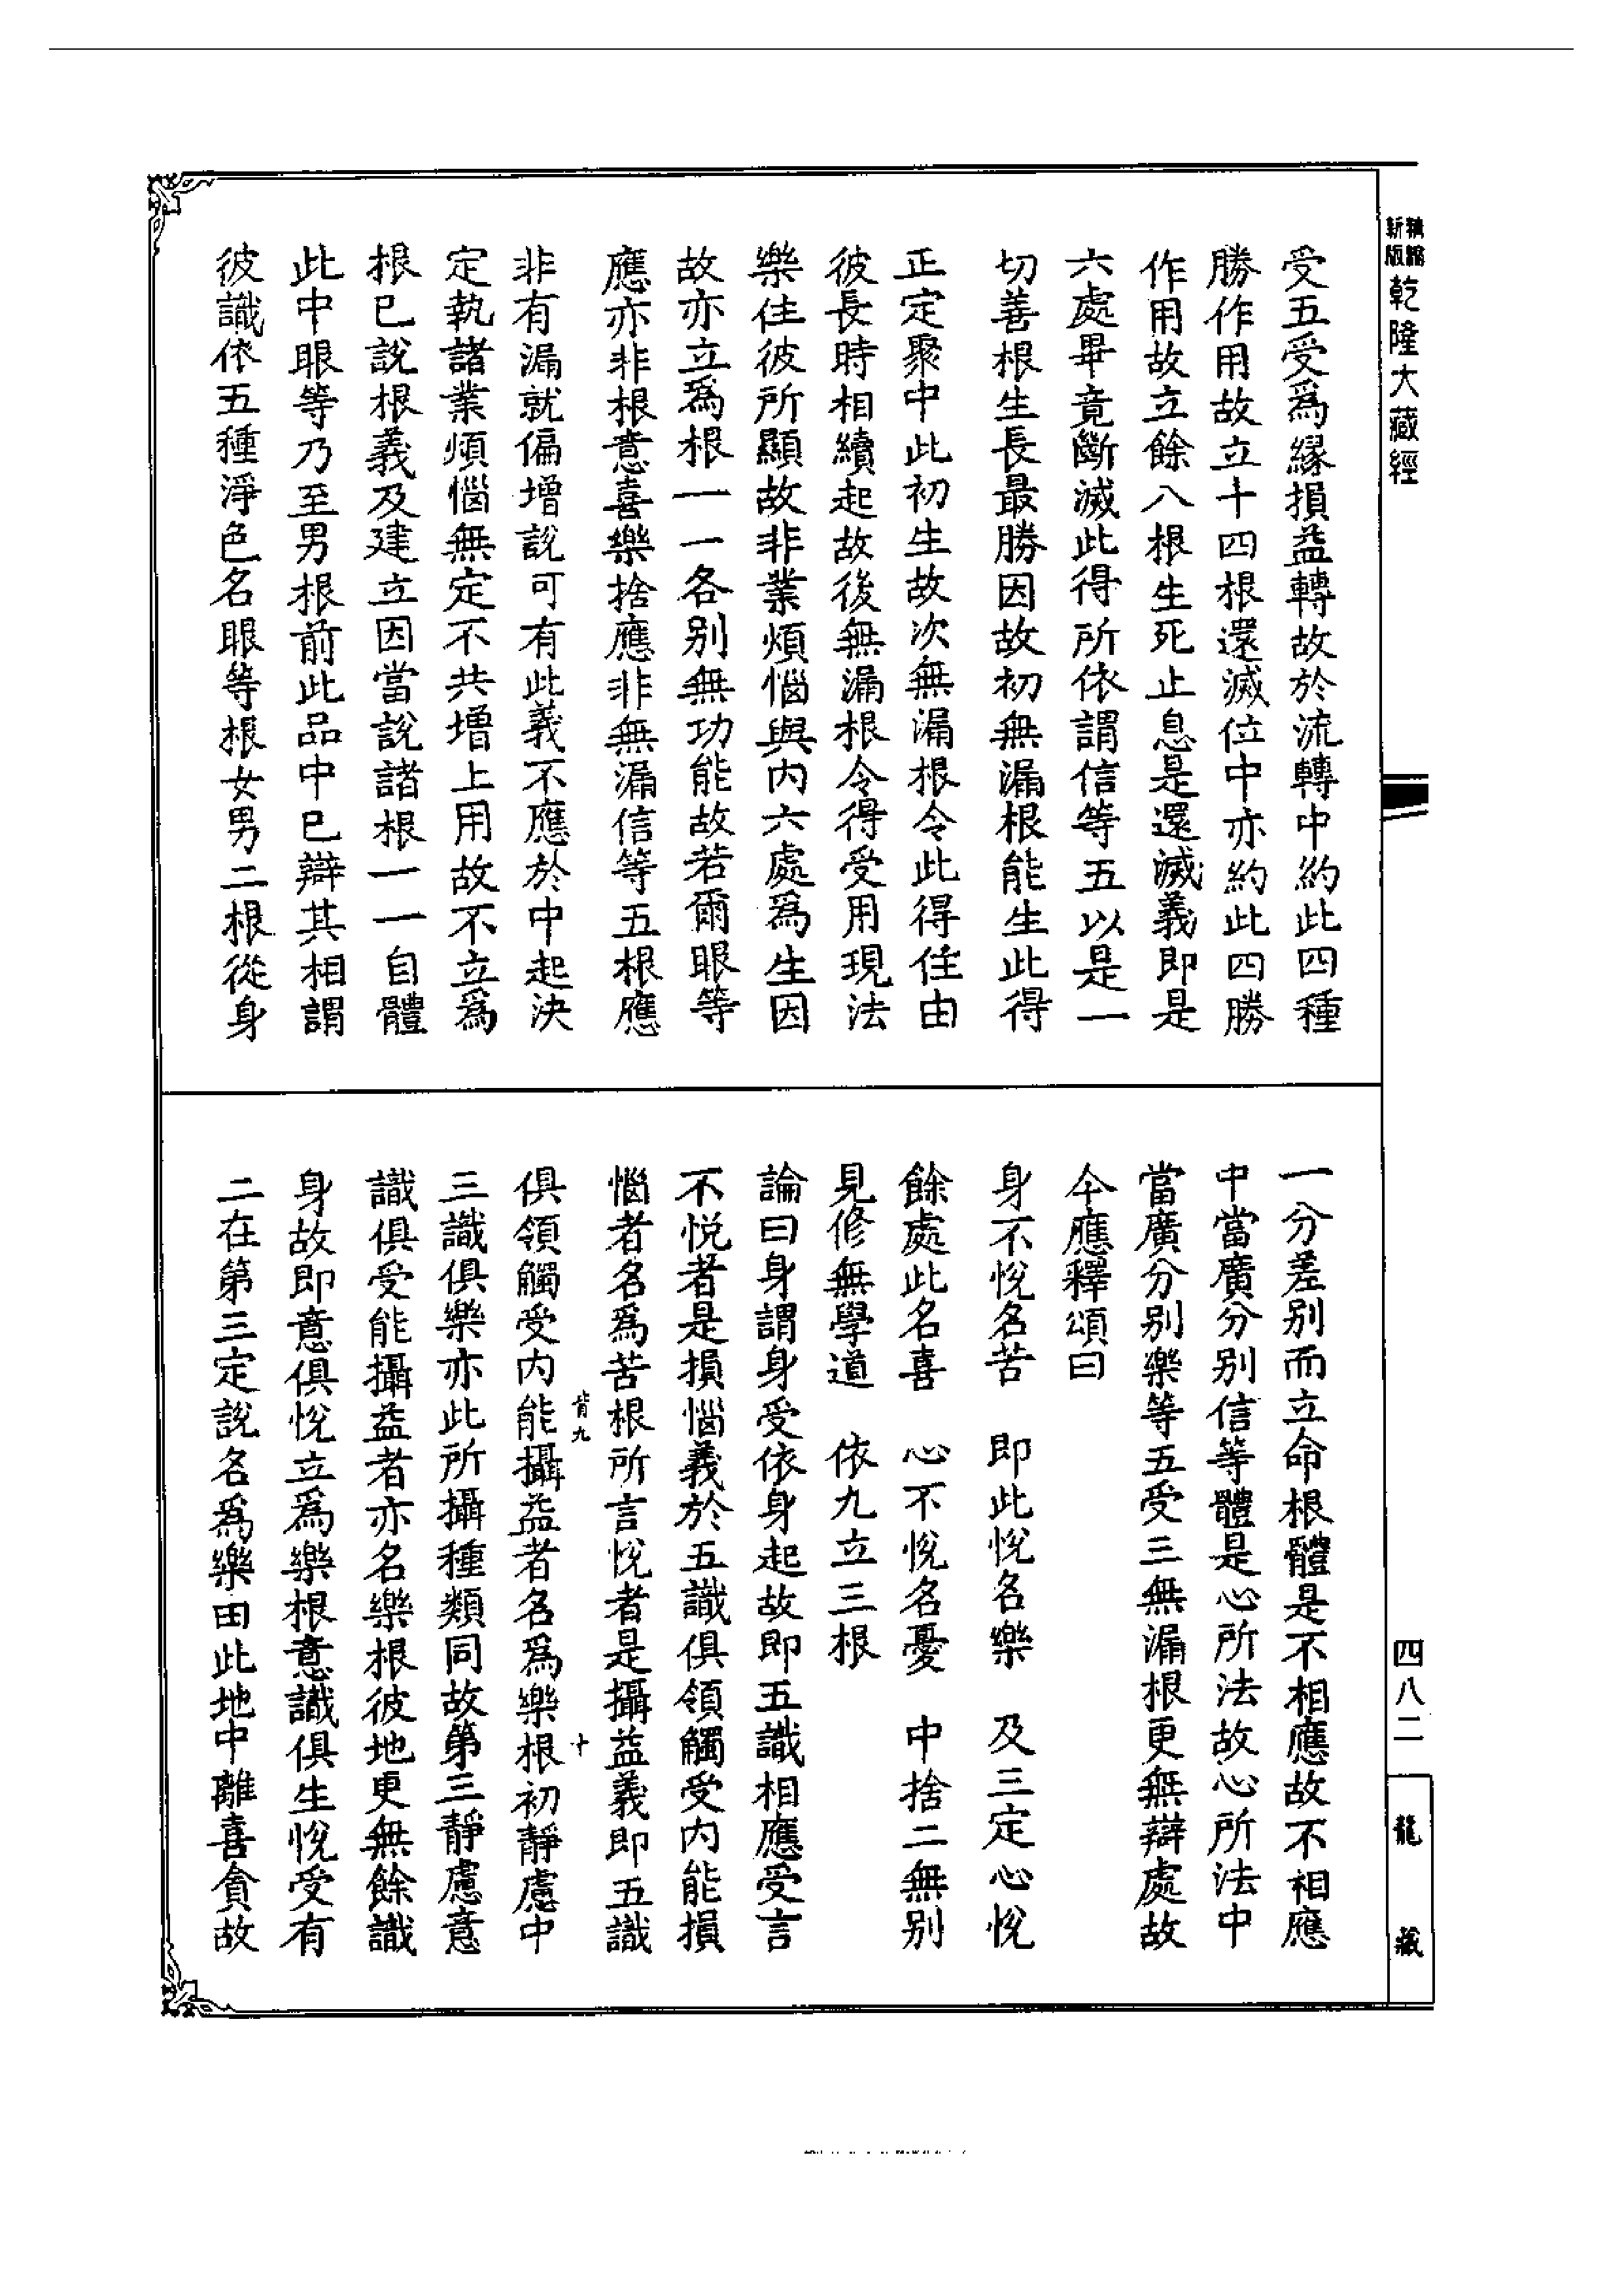 新版精縮乾隆大藏經
受五受爲緣損益轉故於流轉中約此四種
勝作用故立十四根還滅位中亦約此四勝
作用故立餘八根生死止息是還滅義即是
六處畢竟斷滅此得所依謂信等五以是一
切善根生長最勝因故初無漏根能生此得
正定聚中此初生故次無漏根令此得住由
彼長時相續起故後無漏根令得受用現法
樂住彼所顯故非業煩惱與內六處爲生因
故亦立爲根一一各別無功能故若爾眼等
應亦非根意喜樂捨應非無漏信等五根應
非有漏就偏增說可有此義不應於中起決
定執諸業煩惱無定不共增上用故不立爲
根已說根義及建立因當說諸根一一自體
此中眼等乃至男根前此品中已辯其相謂
彼識依五種淨色名眼等根女男二根從身
一分差別而立命根體是不相應故不相應
中當廣分別信等體是心所法故心所法中
當廣分別樂等五受三無漏根更無辯處故
今應釋頌曰
身不悅名苦　即此悅名樂　及三定心悅
餘處此名喜　心不悅名憂　中捨二無別
見修無學道　依九立三根
論曰身謂身受依身起故即五識相應受言
不悅者是損惱義於五識俱領觸受內能損
惱者名爲苦根所言悅者是攝益義即五識
俱領觸受內能攝益者名爲樂根初靜慮中
三識俱樂亦此所攝種類同故第三靜慮意
識俱受能攝益者亦名樂根彼地更無餘識
身故即意俱悅立爲樂根意識俱生悅受有
二在第三定說名爲樂田此地中離喜貪故
四八二
龍藏
十